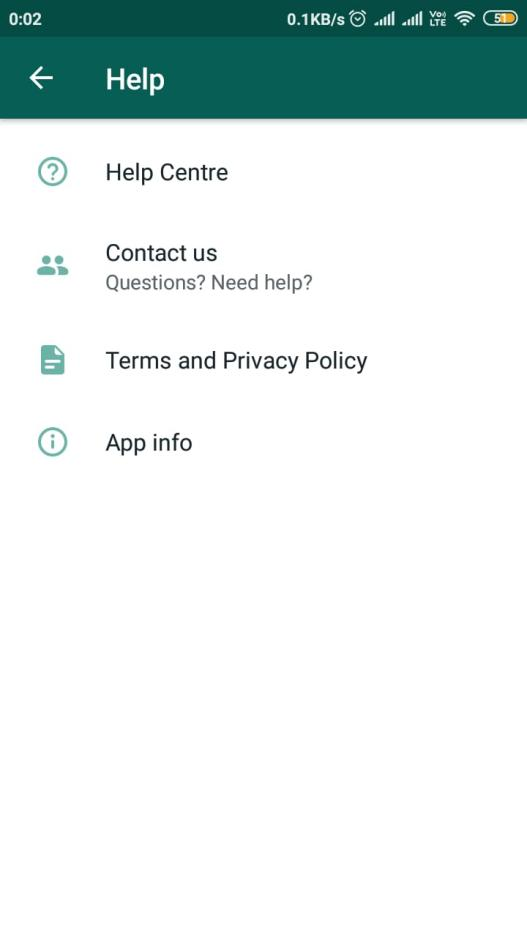 0:02 0.1KB/s Vo) LTE 51
Help
Help Centre
Contact us
Questions? Need help?
Terms and Privacy Policy
App info